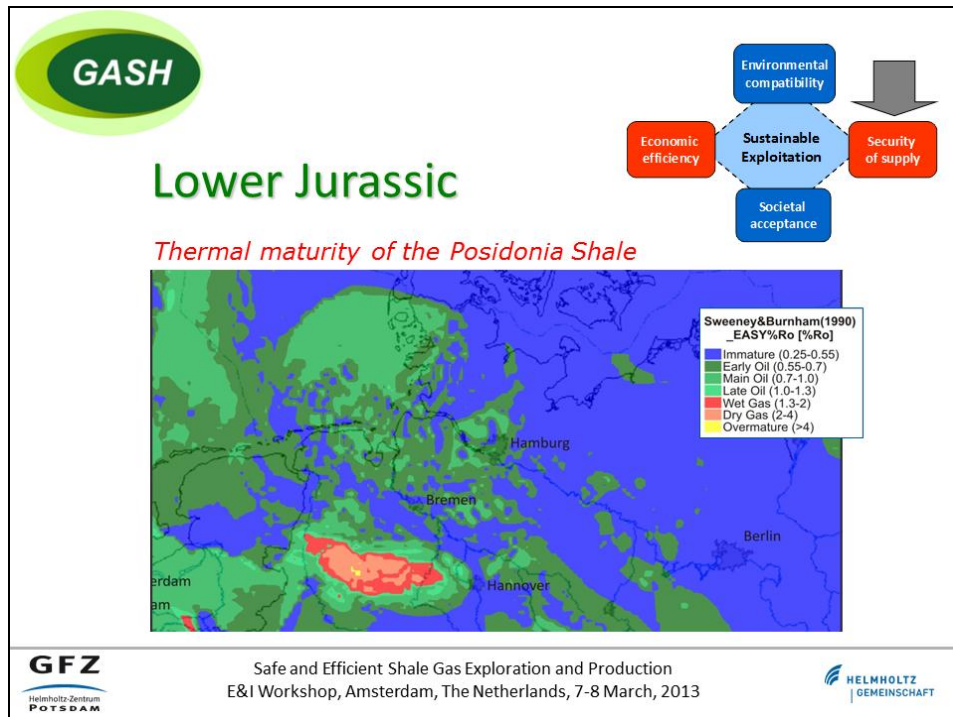 GASH
Environmental
compatibility
Economic
efficiency
Sustainable
Exploitation
Security
of supply
Societal
acceptance
Lower Jurassic
Thermal maturity of the Posidonia Shale
Sweeney&Burnham(1990)
_EASY%Ro [%Ro]
Immature (0.25-0.55)
Early Oil (0.55-0.7)
Main Oil (0.7-1.0)
Late Oil (1.0-1.3)
Wet Gas (1.3-2)
Dry Gas (2-4)
Overmature (>4)
Hamburg
Bremen
Berlin
Hannover
erdam
am
GFZ
Helmholtz-Zentrum
POTSDAM
Safe and Efficient Shale Gas Exploration and Production
E&I Workshop, Amsterdam, The Netherlands, 7-8 March, 2013
HELMHOLTZ
GEMEINSCHAFT